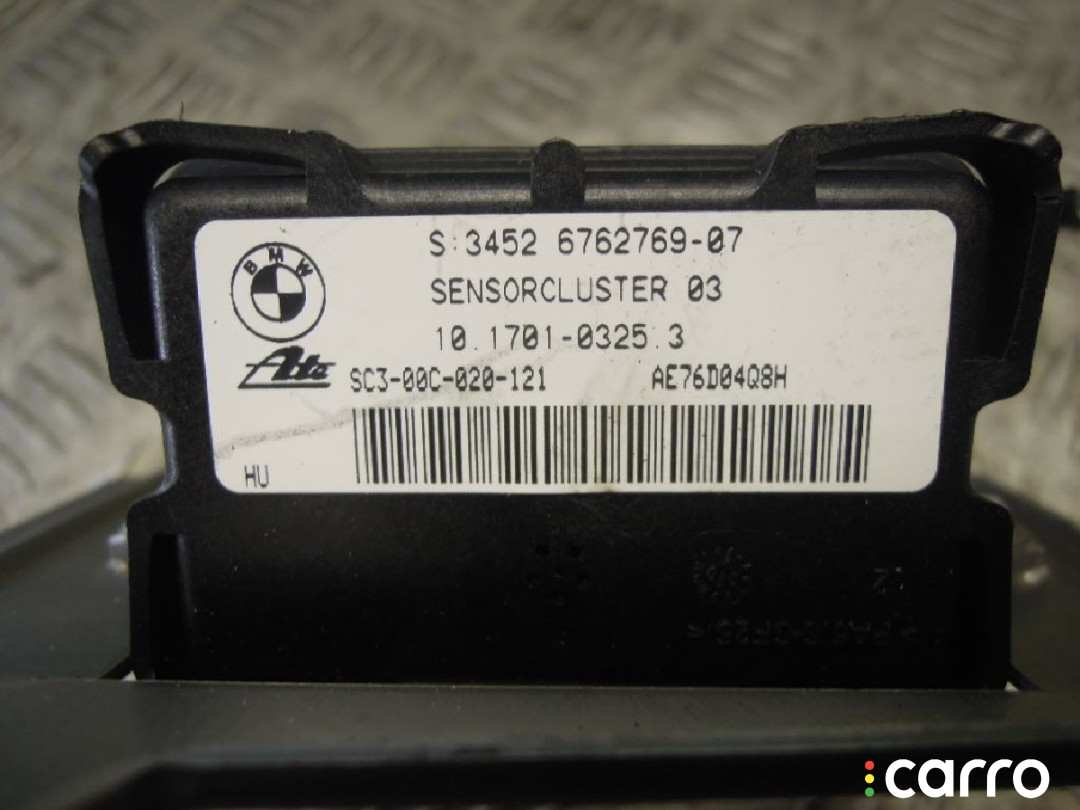 S:3452 6762769-07
BMW
SENSORCLUSTER 03
10.1701-0325.3
Ate
SC3-00C-020-121 AE76D04Q8H
HU
carro